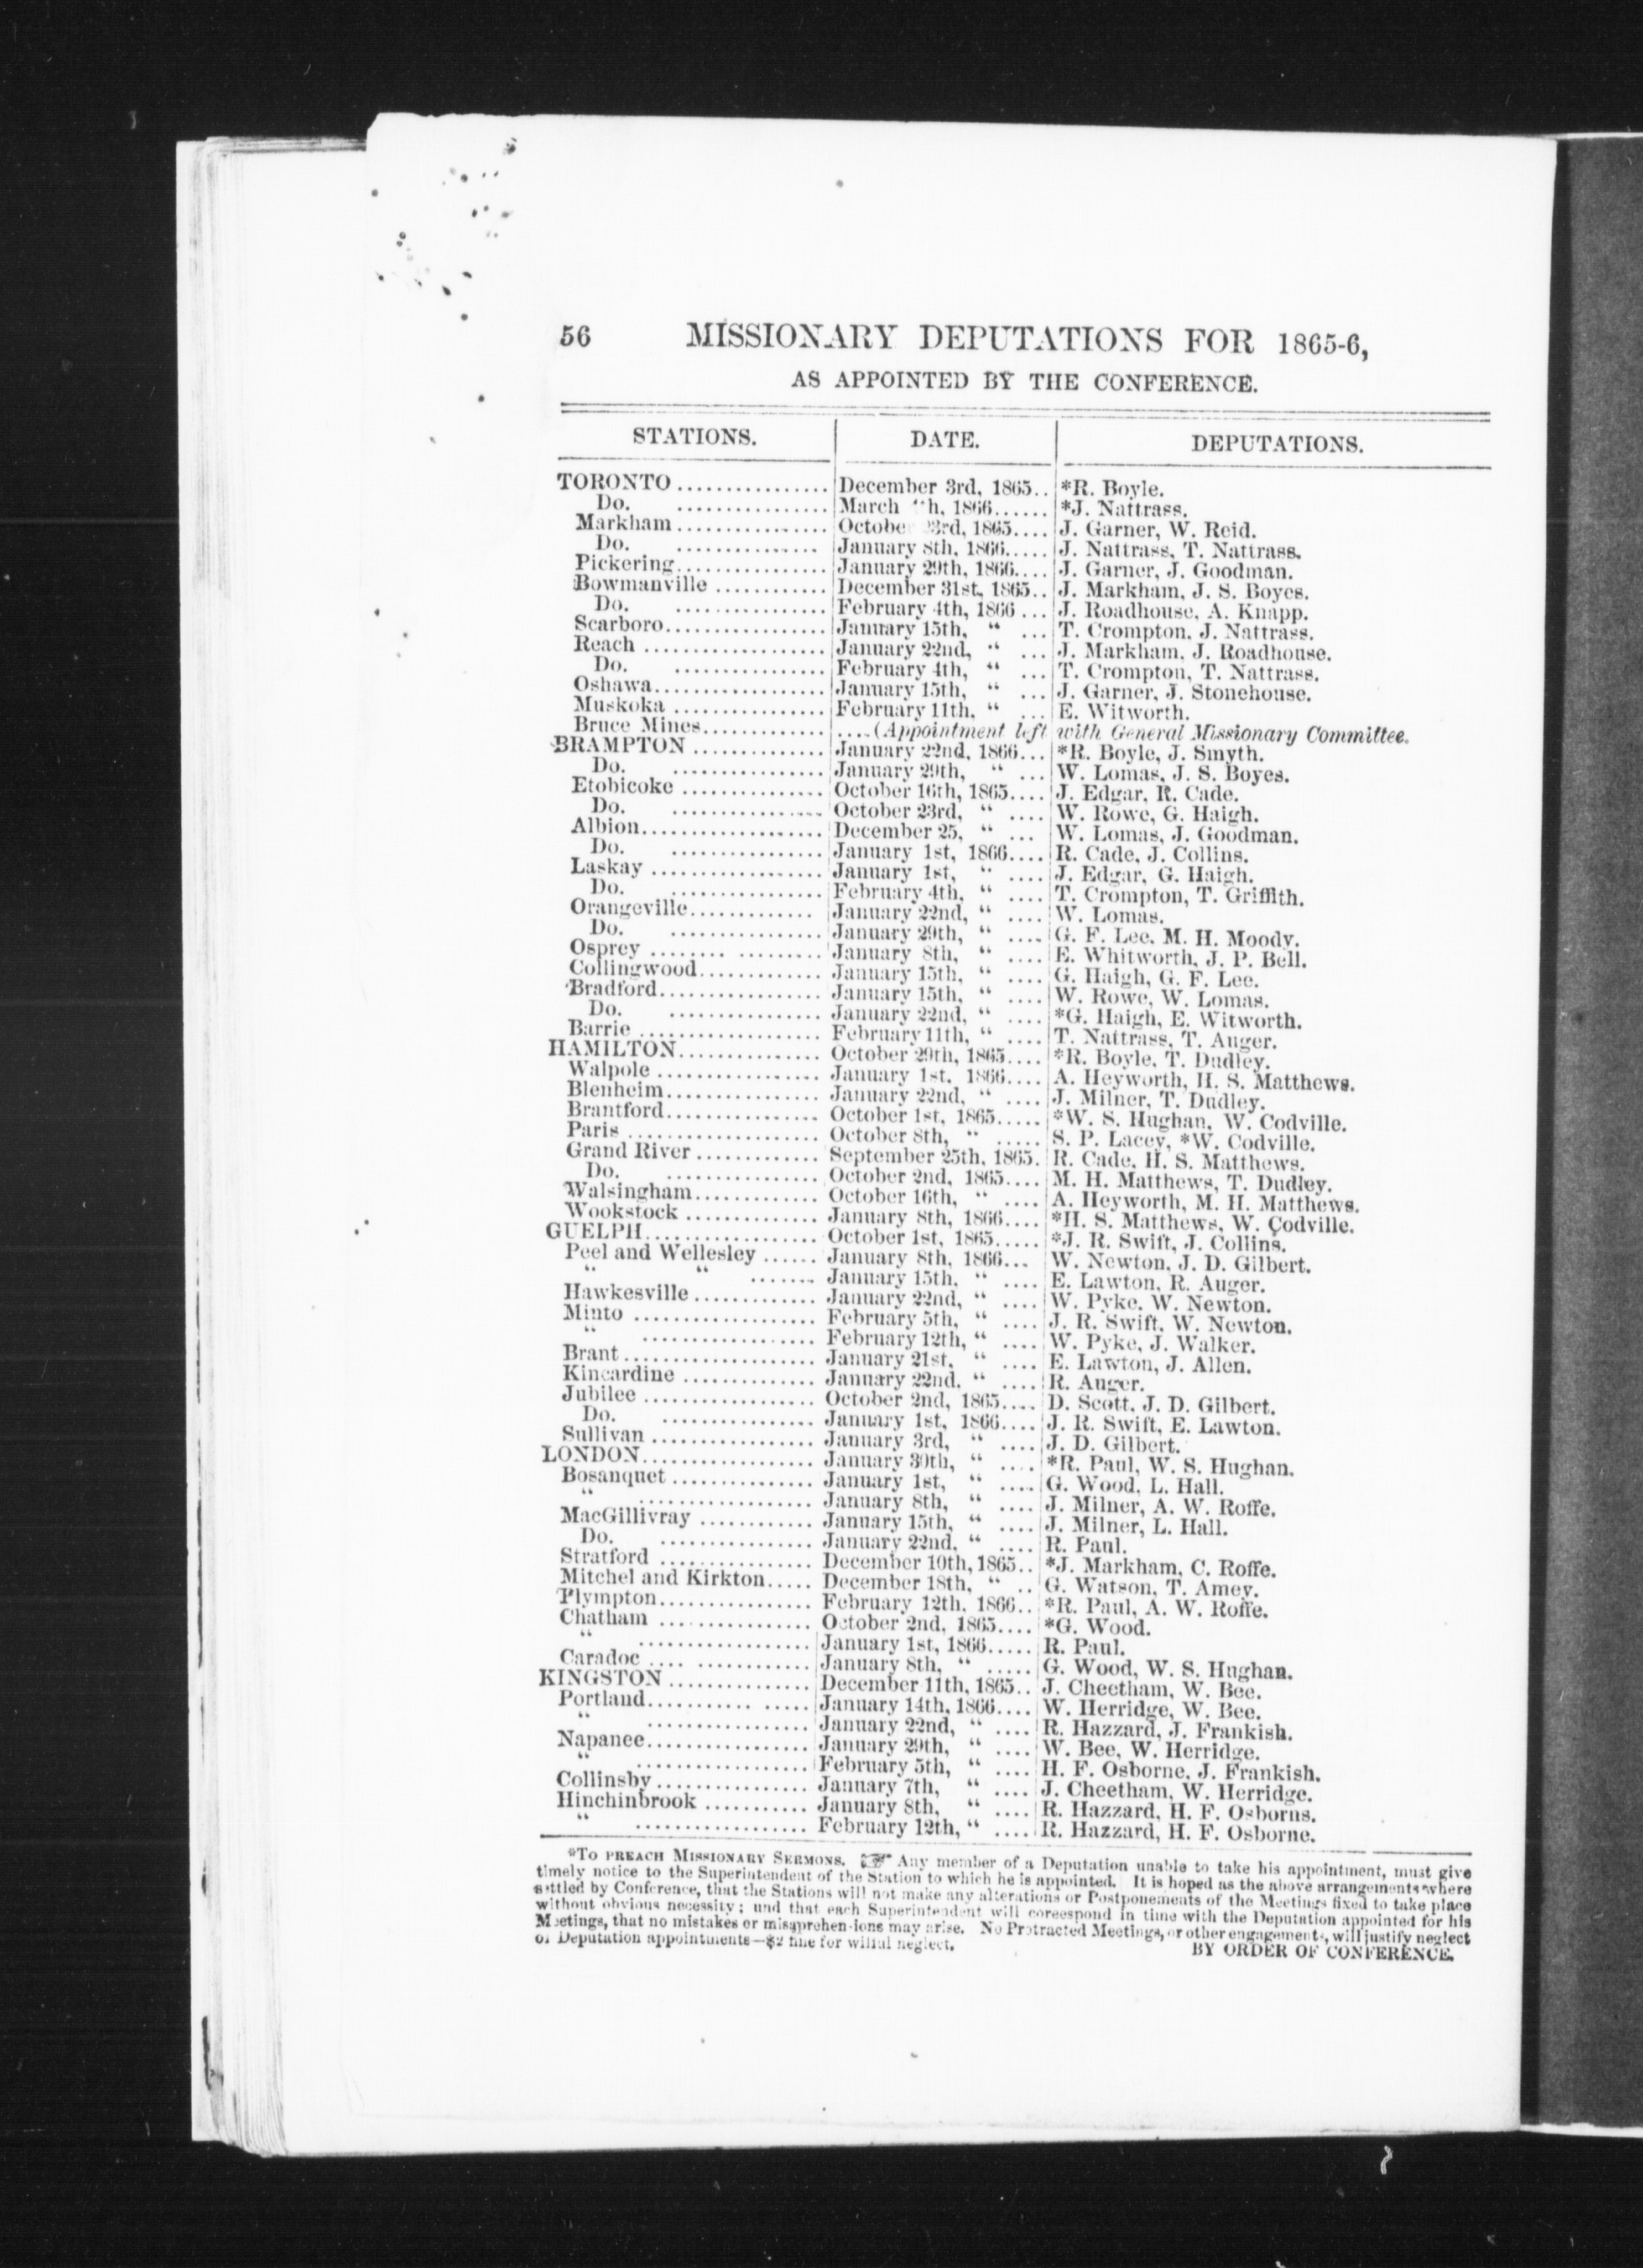 56 MISSIONARY DEPUTATIONS FOR 1865-6,
AS APPOINTED BY THE CONFERENCE.
STATIONS. DATE. DEPUTATIONS.
TORONTO ................ December 3rd, 1865.. *R. Boyle.
Do. ................ March h, 1866...... *J. Nattrass.
Markham ................ Octobe 3rd, 1865.... J. Garner, W. Reid.
Do. ................ January 8th, 1866..... J. Nattrass, T. Nattrass.
Pickering................ January 29th, 1866.... J. Garner, J. Goodman.
Bowmanville ............ December 31st, 1865.. J. Markham, J. S. Boyes.
Do. ................ February 4th, 1866 ... J. Roadhouse, A. Knapp.
Scarboro................. January 15th, “ ... T. Crompton, J. Nattrass.
Reach ................... January 22nd, “ ... J. Markham, J. Roadhouse.
Do. ................ February 4th, “ ... T. Crompton, T. Nattrass.
Oshawa.................. January 15th, “ ... J. Garner, J. Stonehouse.
Muskoka ................ February 11th, “ ... E. Witworth.
Bruce Mines............. ....(Appointment left with General Missionary Committee.
BRAMPTON .............. January 22nd, 1866... *R. Boyle, J. Smyth.
Do. ................ January 29th, “ ... W. Lomas, J. S. Boyes.
Etobicoke ............... October 16th, 1865.... J. Edgar, R. Cade.
Do. ................ October 23rd, “ .... W. Rowe, G. Haigh.
Albion................... December 25, “ ... W. Lomas, J. Goodman.
Do. ................ January 1st, 1866.... R. Cade, J. Collins.
Laskay .................. January 1st, “ .... J. Edgar, G. Haigh.
Do. ................ February 4th, “ .... T. Crompton, T. Griffith.
Orangeville............. January 22nd, “ .... W. Lomas.
Do. ................ January 29th, “ .... G. F. Lee, M. H. Moody.
Osprey ........ ......... January 8th, “ .... E. Whitworth, J. P. Bell.
Collingwood............. January 15th, “ .... G. Haigh, G. F. Lee.
Bradford................. January 15th, “ .... W. Rowe, W. Lomas.
Do. ................ January 22nd, “ .... *G. Haigh, E. Witworth.
Barrie ................... February 11th, “ .... T. Nattrass, T. Auger.
HAMILTON............... October 29th, 1865.... *R. Boyle, T. Dudley.
Walpole ................. January 1st, 1866.... A. Heyworth, H. S. Matthews.
Blenheim................ January 22nd, “ .... J. Milner, T. Dudley.
Brantford................ October 1st, 1865..... *W. S. Hughan, W. Codville.
Paris .................... October 8th, “ ..... S. P. Lacey, *W. Codville.
Grand River ............. September 25th, 1865. R. Cade, H. S. Matthews.
Do. ................ October 2nd, 1865.... M. H. Matthews, T. Dudley.
Walsingham............. October 16th, “ .... A. Heyworth, M. H. Matthews.
Wookstock .............. January 8th, 1866.... *H. S. Matthews, W. Codville.
GUELPH.................... October 1st, 1865..... *J. R. Swift, J. Collins.
Peel and Wellesley ...... January 8th, 1866... W. Newton, J. D. Gilbert.
“ “ ....... January 15th, “ .... E. Lawton, R. Auger.
Hawkesville ............. January 22nd, “ .... W. Pyke, W. Newton.
Minto ................... February 5th, “ .... J. R. Swift, W. Newton.
“ .................. February 12th, “ .... W. Pyke, J. Walker.
Brant.................... January 21st, “ .... E. Lawton, J. Allen.
Kincardine .............. January 22nd, “ .... R. Auger.
Jubilee .................. October 2nd, 1865.... D. Scott, J. D. Gilbert.
Do. ................ January 1st, 1866.... J. R. Swift, E. Lawton.
Sullivan ................. January 3rd, “ .... J. D. Gilbert.
LONDON.................. January 30th, “ .... *R. Paul, W. S. Hughan.
Bosanquet ............... January 1st, “ .... G. Wood, L. Hall.
“ .................. January 8th, “ .... J. Milner, A. W. Roffe.
MacGillivray ............ January 15th, “ .... J. Milner, L. Hall.
Do. ................ January 22nd, “ .... R. Paul.
Stratford ................ December 10th, 1865.. *J. Markham, C. Roffe.
Mitchel and Kirkton..... December 18th, “ .. G. Watson, T. Amey.
Plympton................ February 12th, 1866.. *R. Paul, A. W. Roffe.
Chatham ................ October 2nd, 1865.... *G. Wood.
“ .................. January 1st, 1866..... R. Paul.
Caradoc .... ............ January 8th, “ ..... G. Wood, W. S. Hughan.
KINGSTON ............... December 11th, 1865.. J. Cheetham, W. Bee.
Portland........... ..... January 14th, 1866.... W. Herridge, W. Bee.
“ ................. January 22nd, “ .... R. Hazzard, J. Frankish.
Napanee................. January 29th, “ .... W. Bee, W. Herridge.
“ .................. February 5th, “ .... H. F. Osborne, J. Frankish.
Collinsby................ January 7th, “ .... J. Cheetham, W. Herridge.
Hinchinbrook ........... January 8th, “ .... R. Hazzard, H. F. Osborns.
“ .................. February 12th, “ .... R. Hazzard, H. F. Osborne.
*TO PREACH MISSIONARY SERMONS. ☞ Any member of a Deputation unable to take his appointment, must give
timely notice to the Superintendent of the Station to which he is appointed. It is hoped as the above arrangements where
settled by Conference, that the Stations will not make any alterations or Postponements of the Meetings fixed to take place
without obvious necessity; und that each Superintendent will coreespond in time with the Deputation appointed for his
Meetings, that no mistakes or misapprehensions may arise. No Protracted Meetings, or other engagements, will justify neglect
of Deputation appointments—$2 fine for wilful neglect.
BY ORDER OF CONFERENCE.